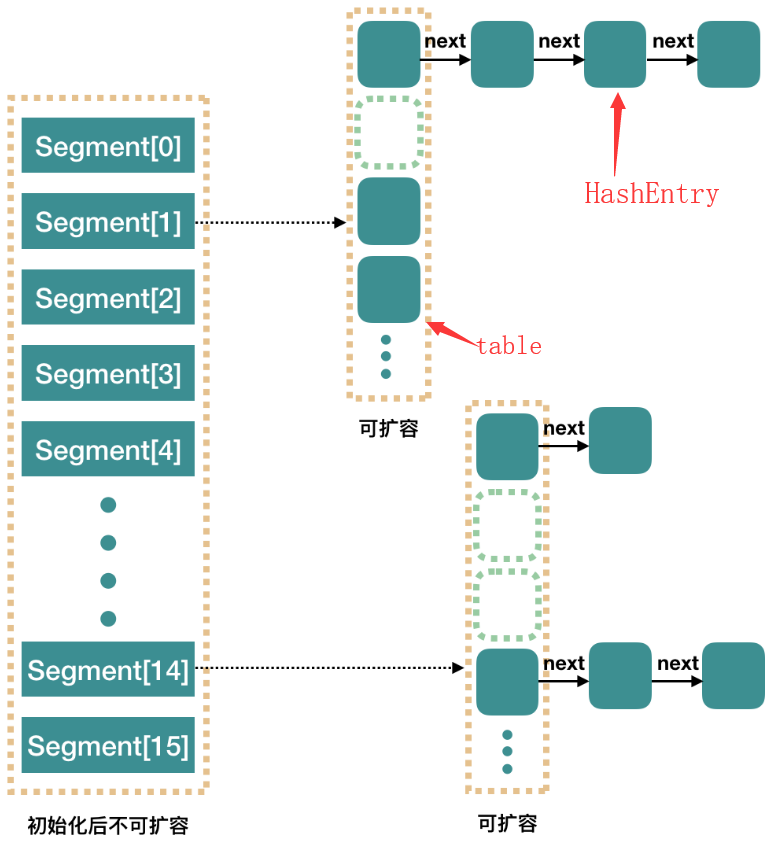 next next next
Segment[0]
Segment[1]
Segment[2]
Segment[3]
Segment[4]
Segment[14]
Segment[15]
初始化后不可扩容
HashEntry
table
可扩容
next
next next
可扩容